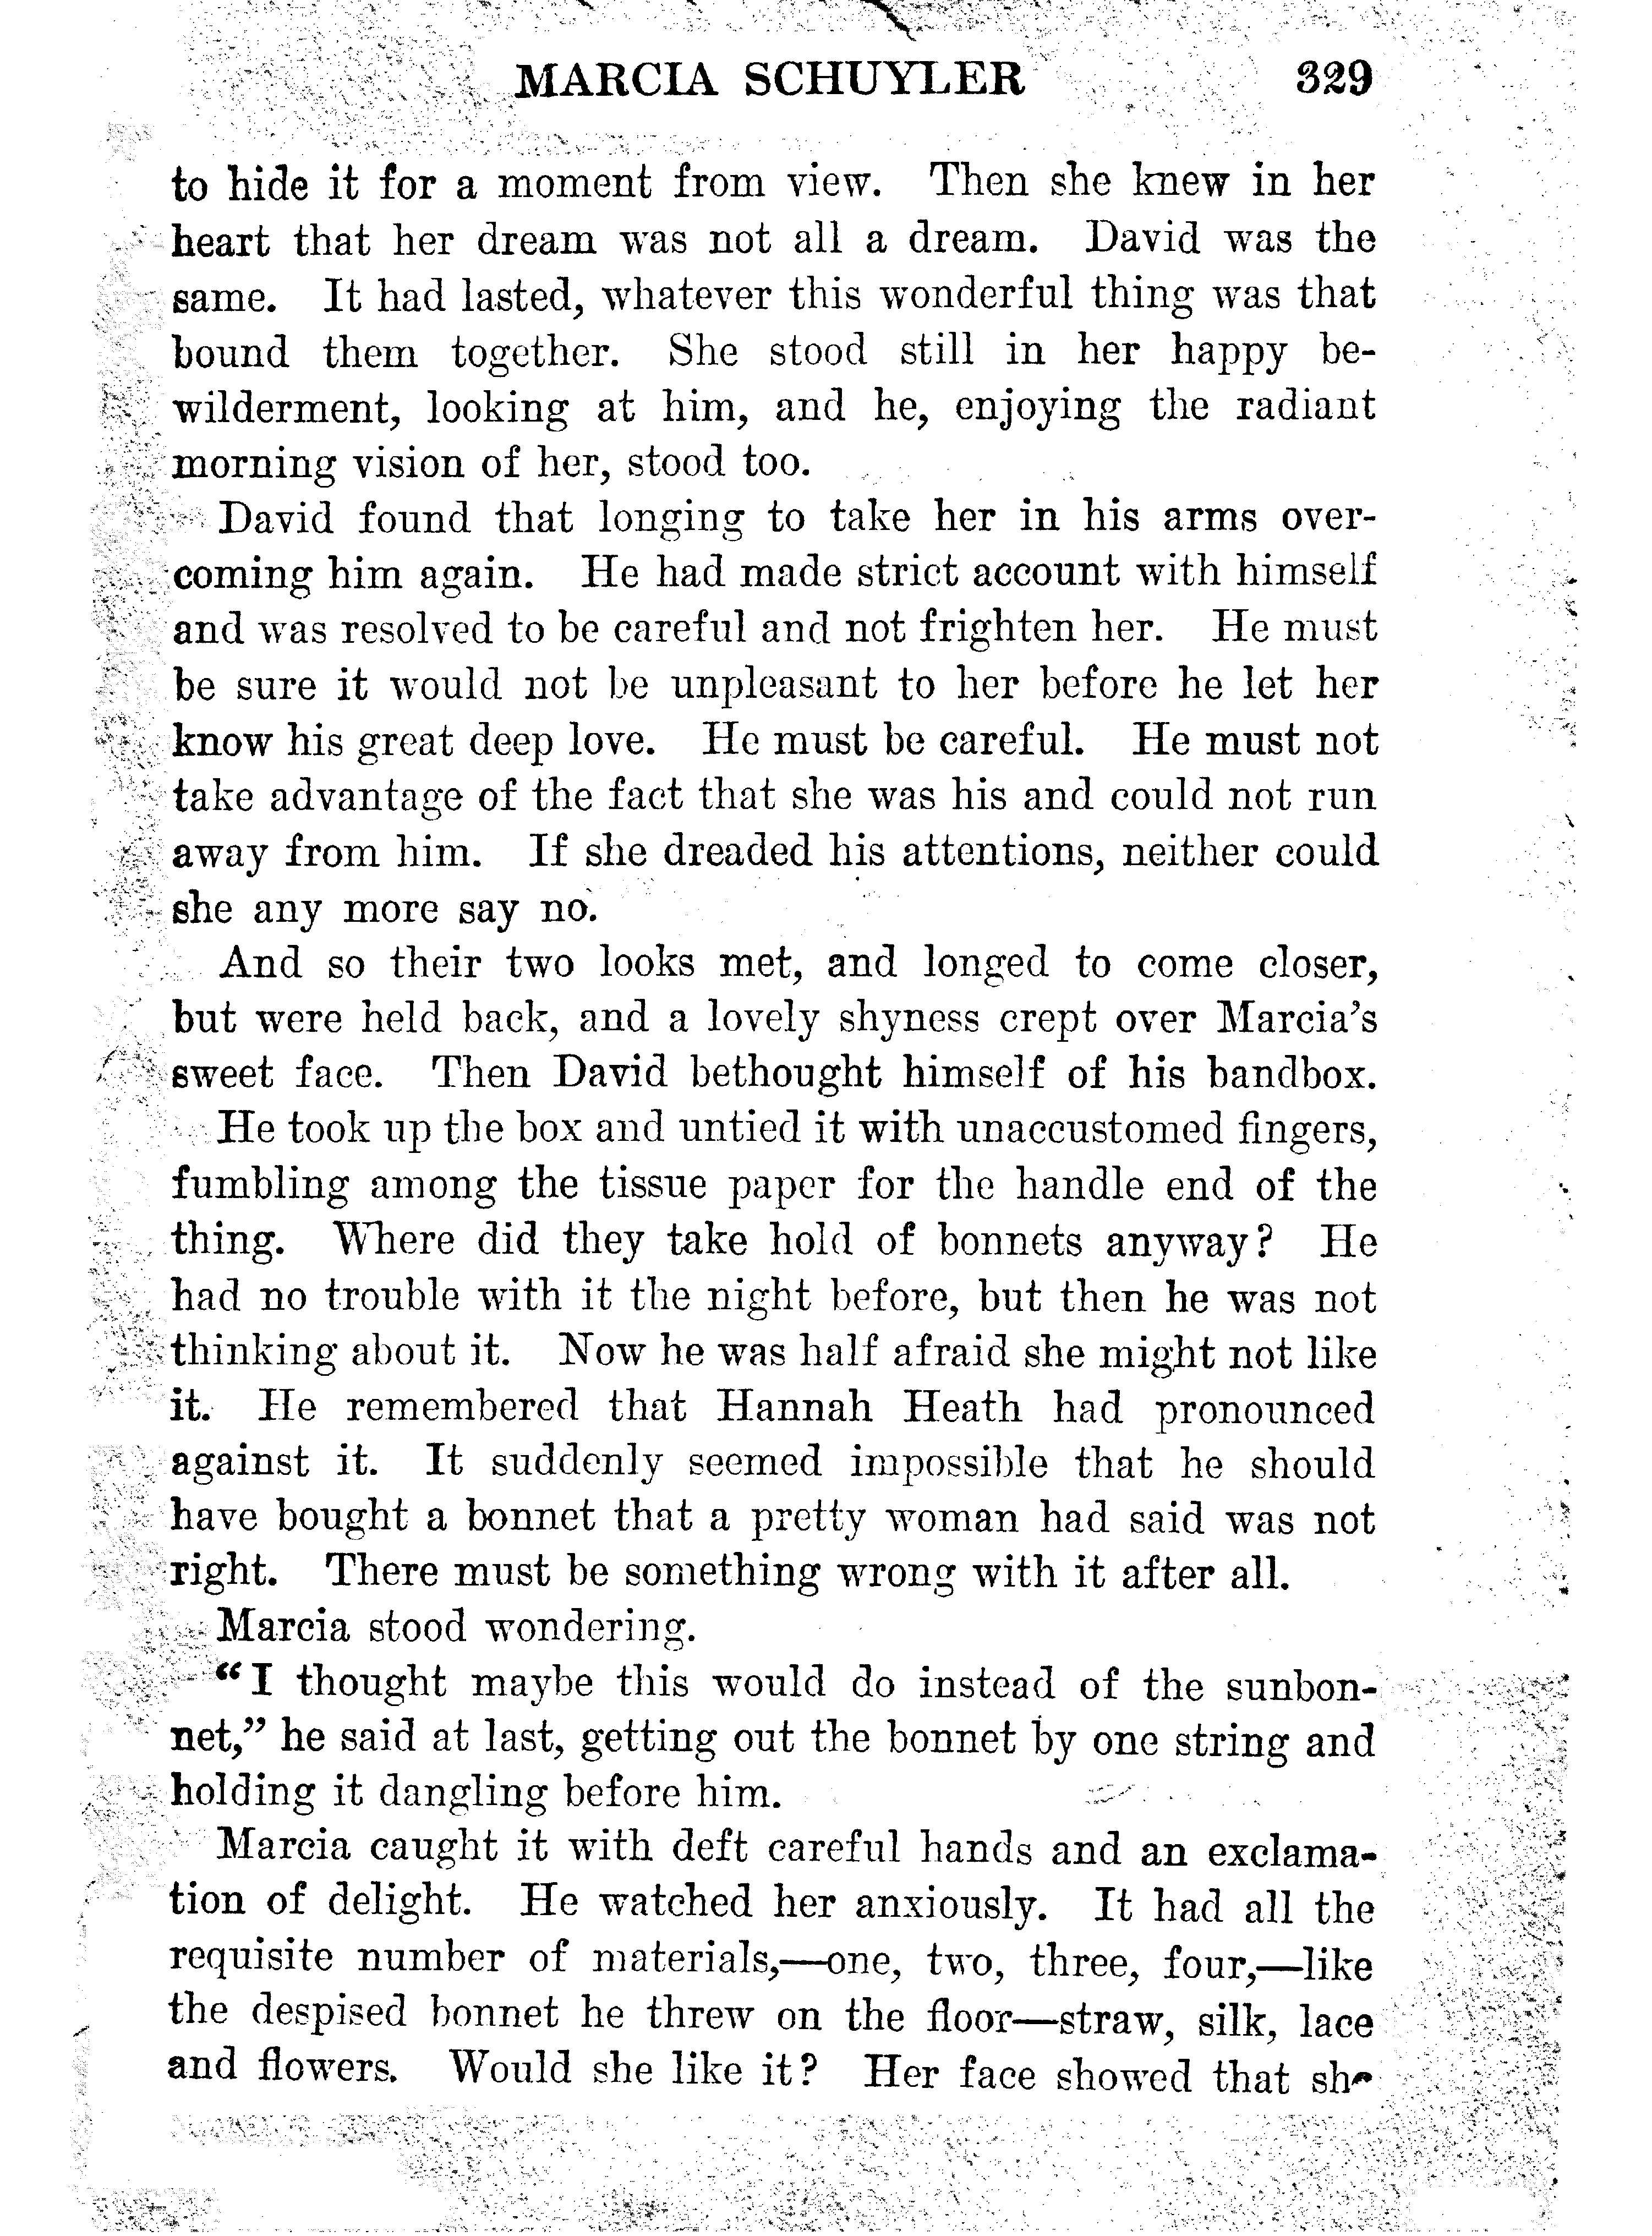 MARCIA SCHUYLER 329
to hide it for a moment from view. Then she knew in her
heart that her dream was not all a dream. David was the
same. It had lasted, whatever this wonderful thing was that
bound them together. She stood still in her happy be-
wilderment, looking at him, and he, enjoying the radiant
morning vision of her, stood too.
David found that longing to take her in his arms over-
coming him again. He had made strict account with himself
and was resolved to be careful and not frighten her. He must
be sure it would not be unpleasant to her before he let her
know his great deep love. He must be careful. He must not
take advantage of the fact that she was his and could not run
away from him. If she dreaded his attentions, neither could
she any more say no.
And so their two looks met, and longed to come closer,
but were held back, and a lovely shyness crept over Marcia's
sweet face. Then David bethought himself of his bandbox.
He took up the box and untied it with unaccustomed fingers,
fumbling among the tissue paper for the handle end of the
thing. Where did they take hold of bonnets anyway? He
had no trouble with it the night before, but then he was not
thinking about it. Now he was half afraid she might not like
it. He remembered that Hannah Heath had pronounced
against it. It suddenly seemed impossible that he should
have bought a bonnet that a pretty woman had said was not
right. There must be something wrong with it after all.
Marcia stood wondering.
"I thought maybe this would do instead of the sunbon-
net," he said at last, getting out the bonnet by one string and
holding it dangling before him.
Marcia caught it with deft careful hands and an exclama-
tion of delight. He watched her anxiously. It had all the
requisite number of materials,—one, two, three, four,—like
the despised bonnet he threw on the floor—straw, silk, lace
and flowers. Would she like it? Her face showed that she